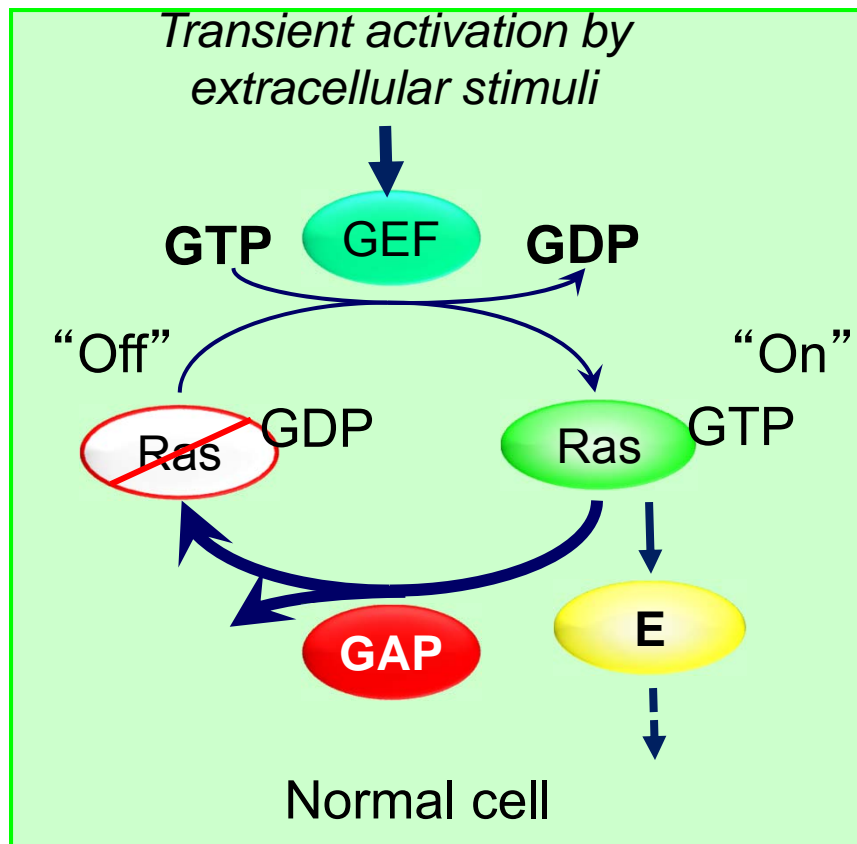 Transient activation by
extracellular stimuli
GTP
GEF
GDP
“Off”
“On”
Ras
GDP
Ras
GTP
GAP
E
Normal cell